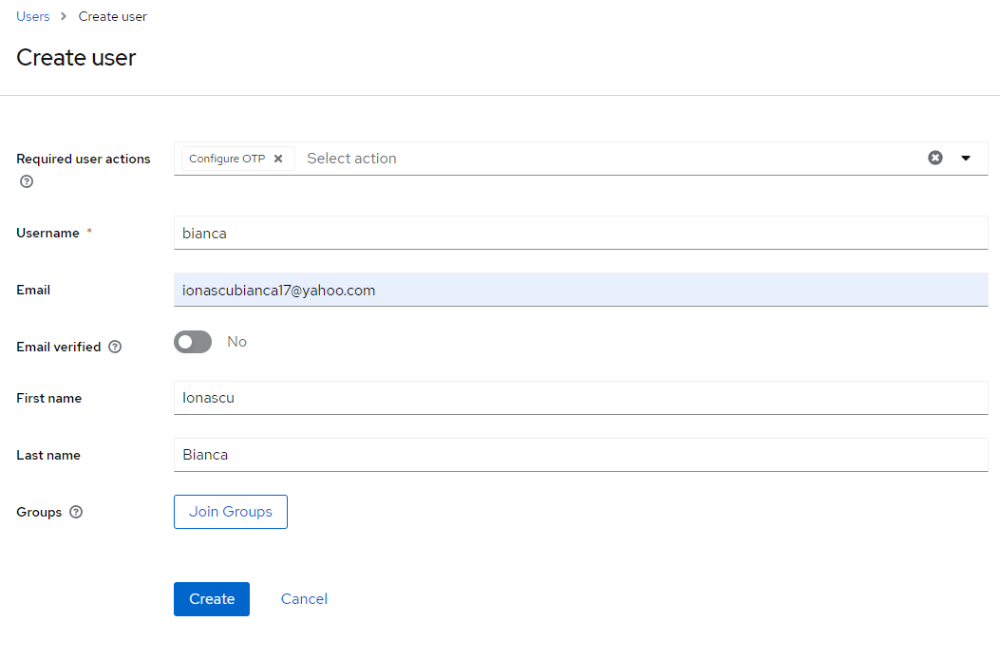 Users > Create user
Create user
Required user actions
Configure OTP Select action
Username *
bianca
Email
ionascubianca17@yahoo.com
Email verified
No
First name
Ionascu
Last name
Bianca
Groups
Join Groups
Create Cancel